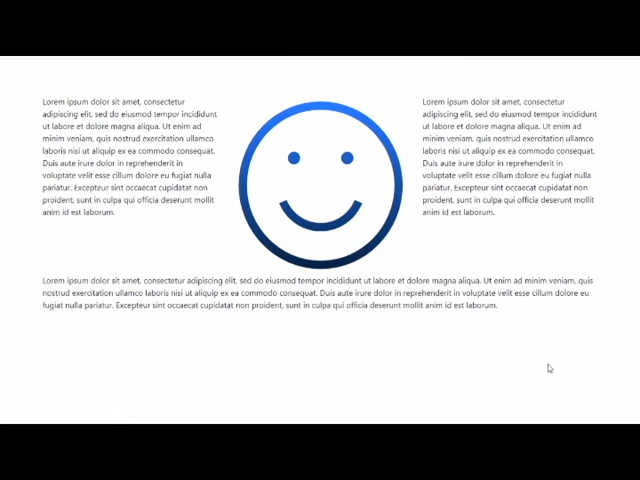 Lorem ipsum dolor sit amet, consectetur
adipiscing elit, sed do eiusmod tempor incididunt
ut labore et dolore magna aliqua. Ut enim ad
minim veniam, quis nostrud exercitation ullamco
laboris nisi ut aliquip ex ea commodo consequat.
Duis aute irure dolor in reprehenderit in
voluptate velit esse cillum dolore eu fugiat nulla
pariatur. Excepteur sint occaecat cupidatat non
proident, sunt in culpa qui officia deserunt mollit
anim id est laborum.
Lorem ipsum dolor sit amet, consectetur
adipiscing elit, sed do eiusmod tempor incididunt
ut labore et dolore magna aliqua. Ut enim ad
minim veniam, quis nostrud exercitation ullamco
laboris nisi ut aliquip ex ea commodo consequat.
Duis aute irure dolor in reprehenderit in
voluptate velit esse cillum dolore eu fugiat nulla
pariatur. Excepteur sint occaecat cupidatat non
proident, sunt in culpa qui officia deserunt mollit
anim id est laborum.
Lorem ipsum dolor sit amet, consectetur adipiscing elit, sed do eiusmod tempor incididunt ut labore et dolore magna aliqua. Ut enim ad minim veniam, quis
nostrud exercitation ullamco laboris nisi ut aliquip ex ea commodo consequat. Duis aute irure dolor in reprehenderit in voluptate velit esse cillum dolore eu
fugiat nulla pariatur. Excepteur sint occaecat cupidatat non proident, sunt in culpa qui officia deserunt mollit anim id est laborum.